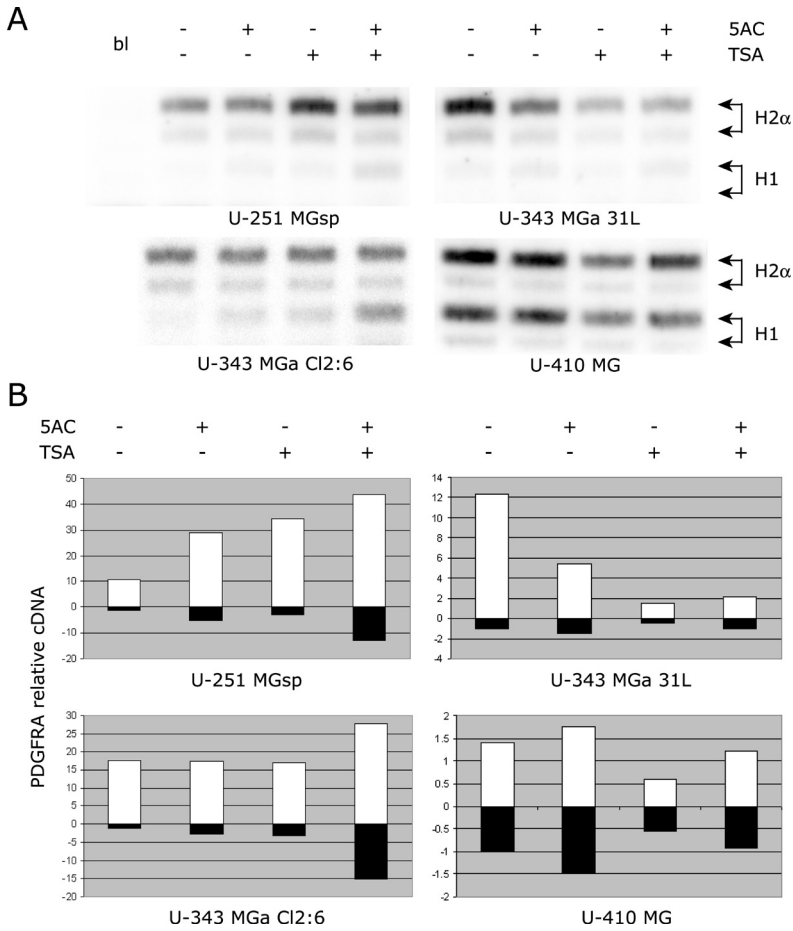 A
bl - + - + - + - + 5AC
- - + + - - + + TSA
H2α
H1
U-251 MGsp U-343 MGa 31L
H2α
H1
U-343 MGa Cl2:6 U-410 MG
B
5AC - + - + - + - +
TSA - - + + - - + +
PDGFRA relative cDNA
50
40
30
20
10
0
-10
-20
U-251 MGsp
14
12
10
8
6
4
2
0
-2
-4
U-343 MGa 31L
30
25
20
15
10
5
0
-5
-10
-15
-20
U-343 MGa Cl2:6
2
1.5
1
0.5
0
-0.5
-1
-1.5
-2
U-410 MG